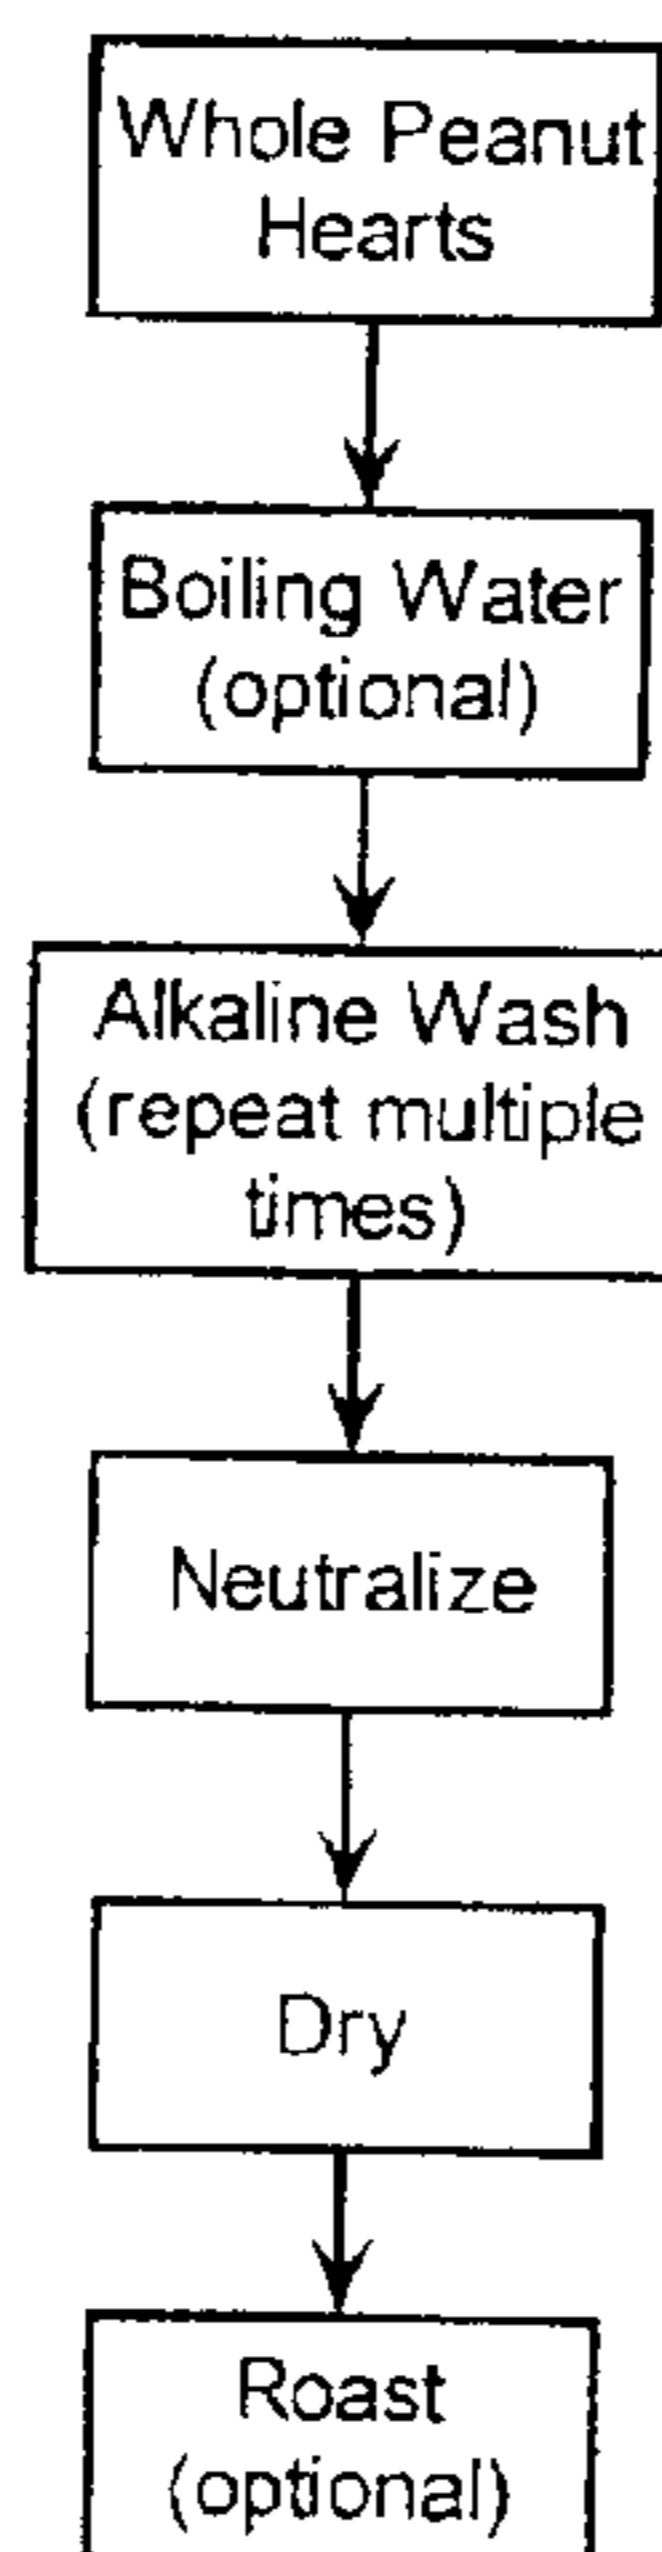 Whole Peanut
Hearts
Boiling Water
(optional)
Alkaline Wash
(repeat multiple
times)
Neutralize
Dry
Roast
(optional)